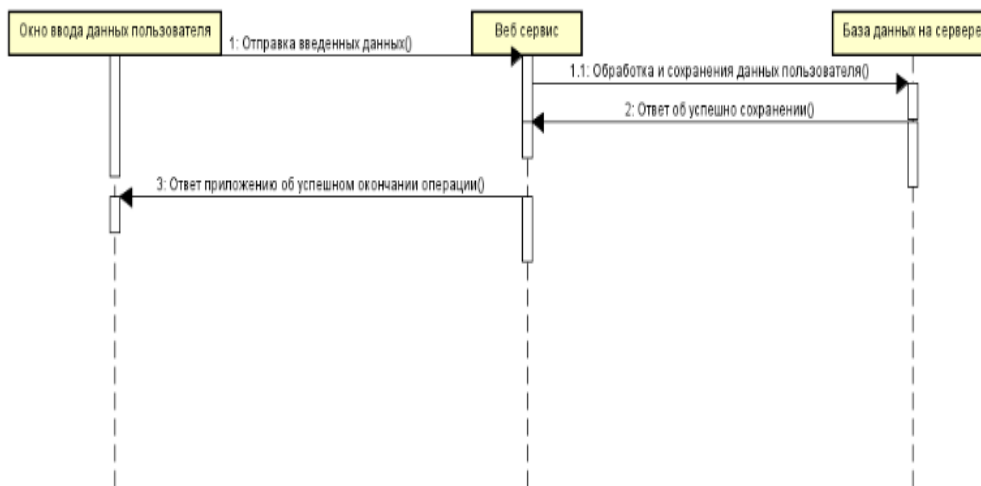 Окно ввода данных пользователя
Веб сервис
База данных на сервере
1: Отправка введенных данных()
1.1: Обработка и сохранения данных пользователя()
2: Ответ об успешно сохранении()
3: Ответ приложению об успешном окончании операции()